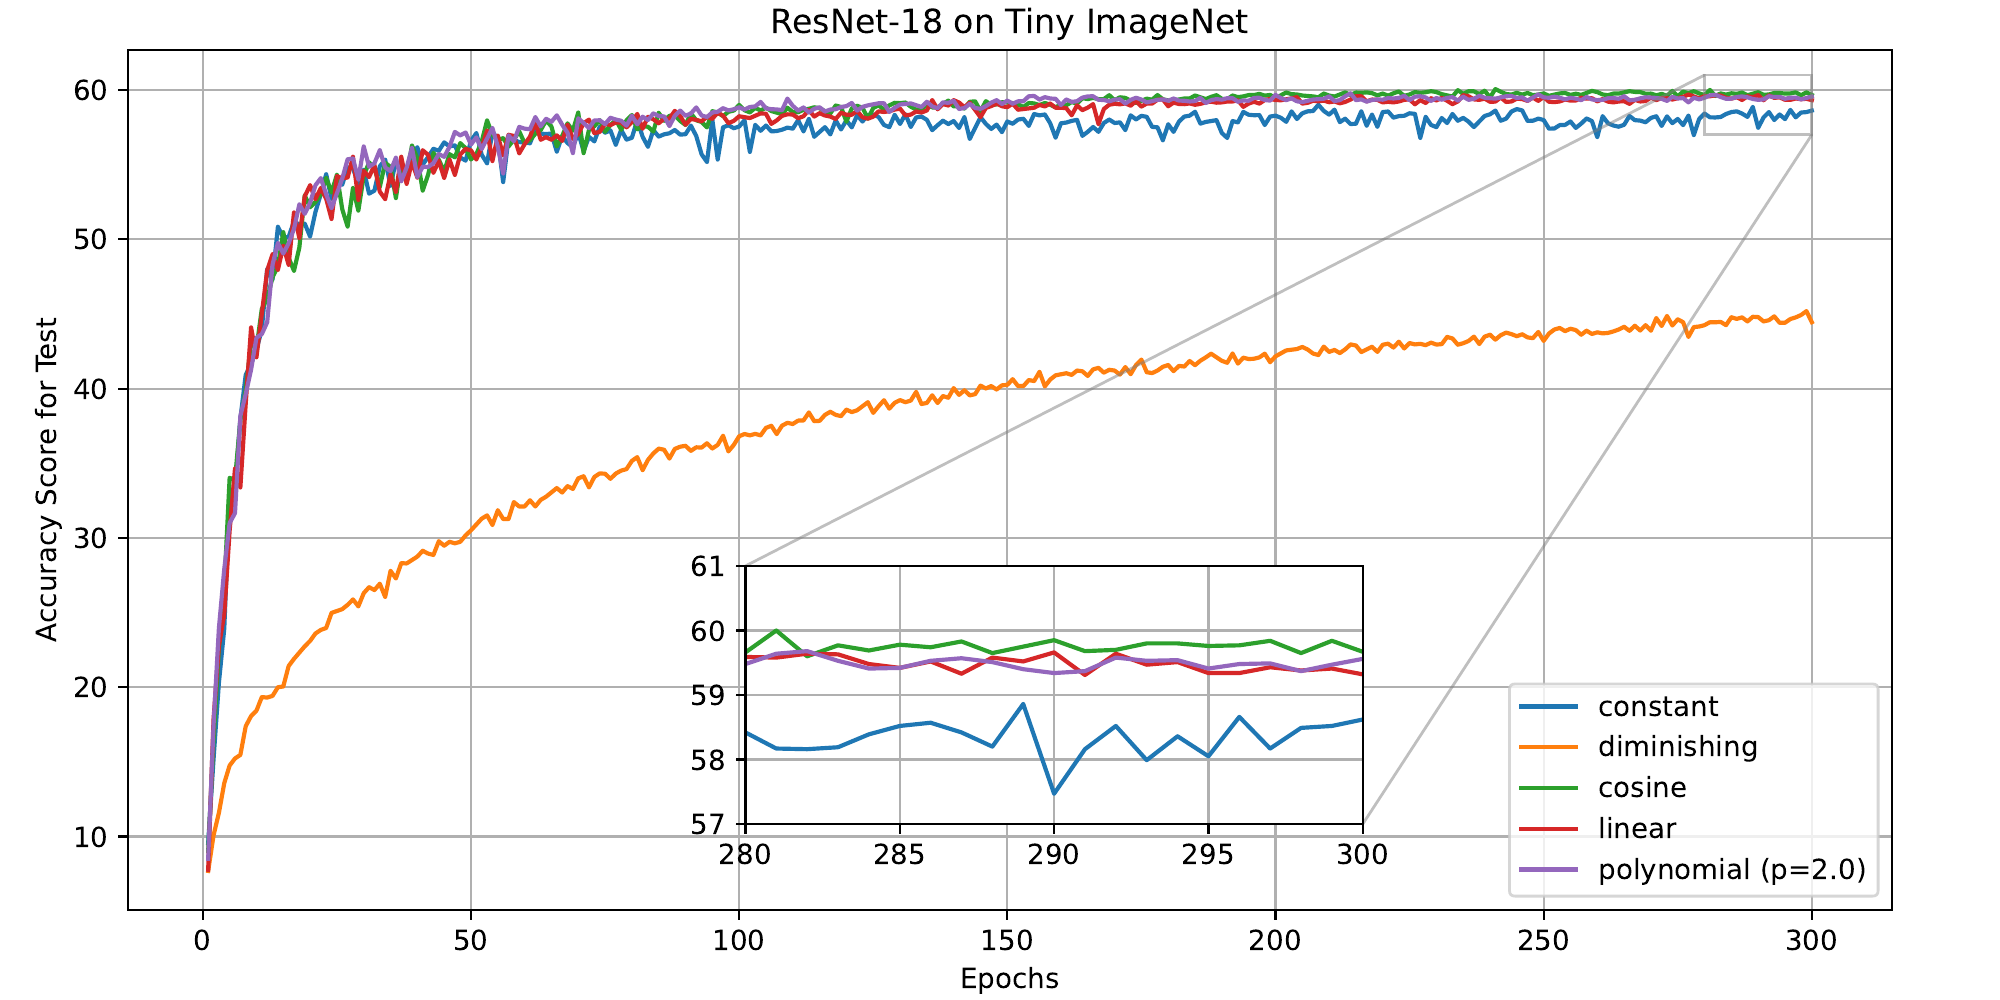 ResNet-18 on Tiny ImageNet
Accuracy Score for Test
60
50
40
30
20
10
61
60
59
58
57
280 285 290 295 300
constant
diminishing
cosine
linear
polynomial (p=2.0)
0 50 100 150 200 250 300
Epochs